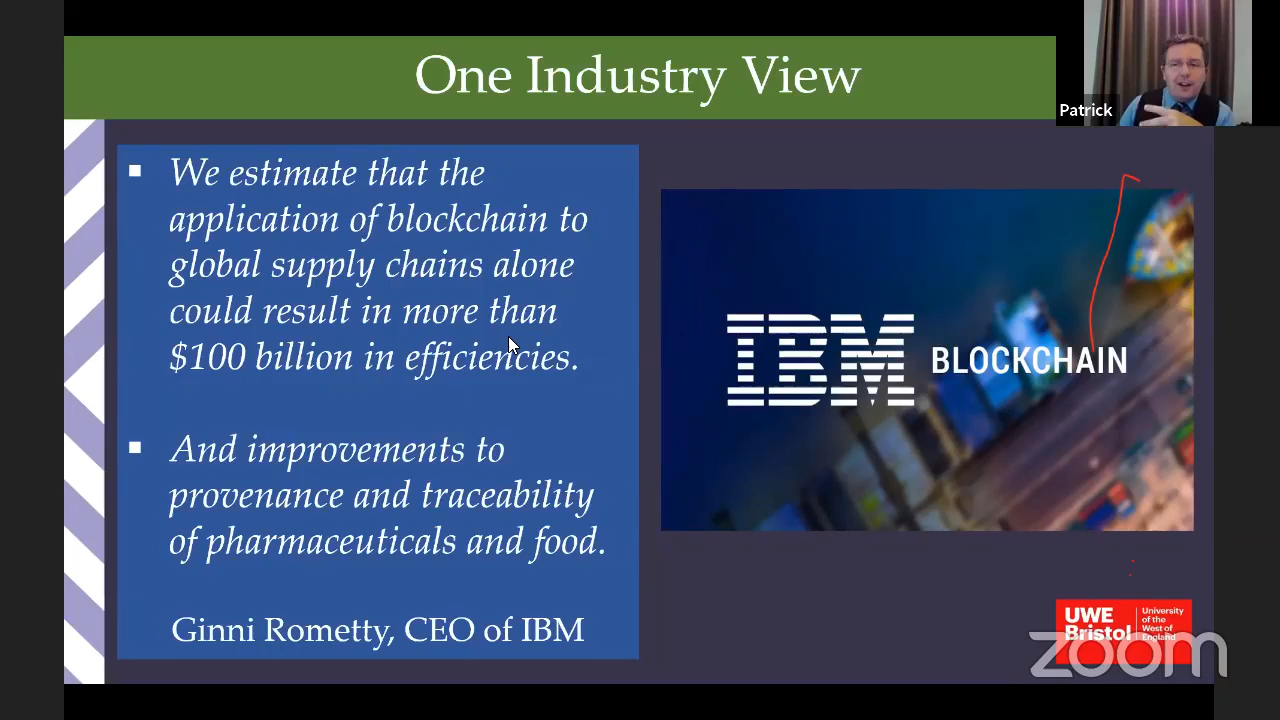 One Industry View
Patrick
We estimate that the
application of blockchain to
global supply chains alone
could result in more than
$100 billion in efficiencies.
And improvements to
provenance and traceability
of pharmaceuticals and food.
Ginni Rometty, CEO of IBM
IBM BLOCKCHAIN
UWE
Bristol
University
of the
West of
England
zoom